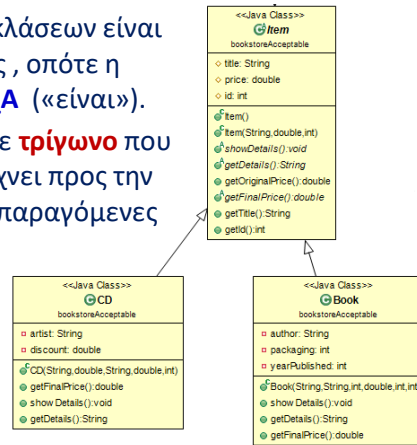 κλάσεων είναι
ς , οπότε η
Α («είναι»).
ε τρίγωνο που
χνει προς την
παραγόμενες
<<Java Class>>
Item
bookstoreAcceptable
title: String
price: double
id: int
Item()
Item(String,double,int)
showDetails():void
getDetails():String
getOriginalPrice():double
getFinalPrice():double
getTitle():String
getId():int
<<Java Class>>
CD
bookstoreAcceptable
artist: String
discount: double
CD(String,double,String,double,int)
getFinalPrice():double
show Details():void
getDetails():String
<<Java Class>>
Book
bookstoreAcceptable
author: String
packaging: int
yearPublished: int
Book(String,String,int,double,int,int
show Details():void
getDetails():String
getFinalPrice():double